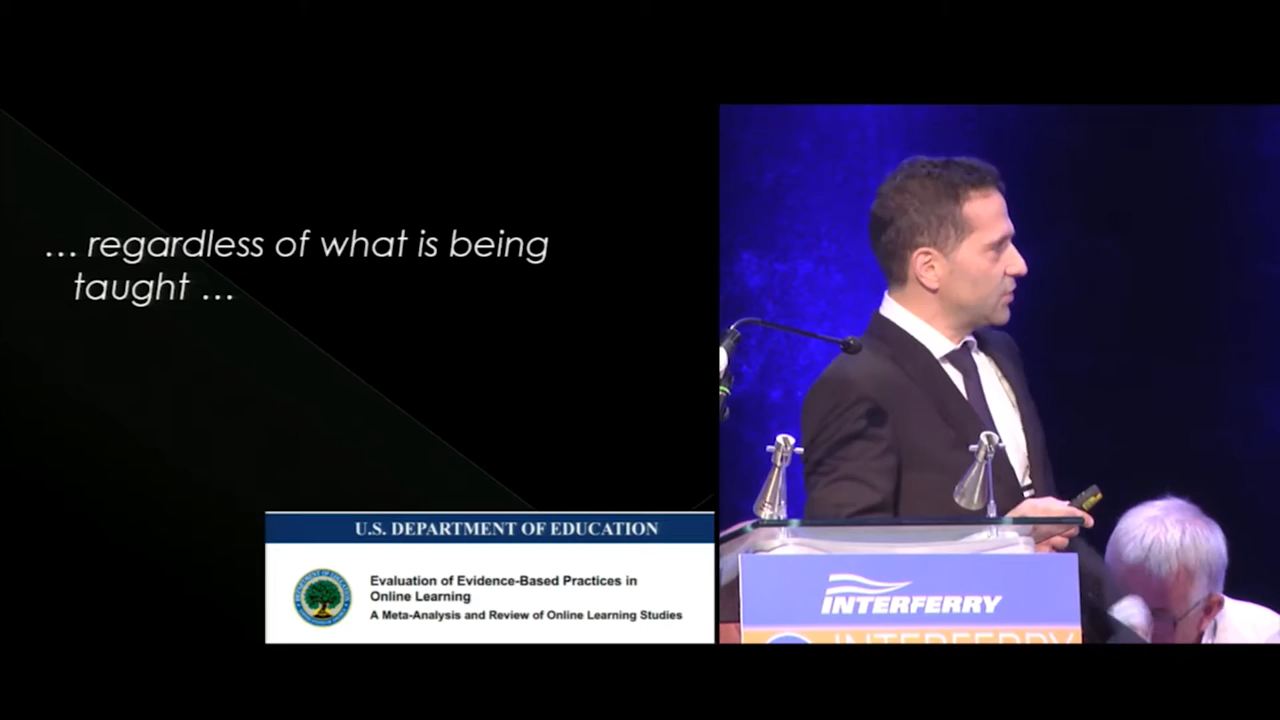 … regardless of what is being
taught …
U.S. DEPARTMENT OF EDUCATION
Evaluation of Evidence-Based Practices in
Online Learning
A Meta-Analysis and Review of Online Learning Studies
INTERFERRY
INTERFERRY